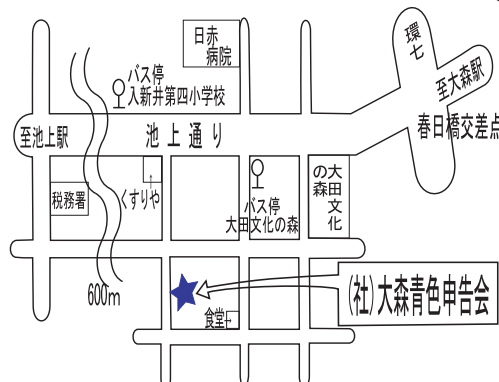 環七
日赤
病院
至大森駅
バス停
入新井第四小学校
春日橋交差点
至池上駅
池上通り
大田文化
の森
税務署
くすりや
バス停
大田文化の森
600m
(社)大森青色申告会
食堂→